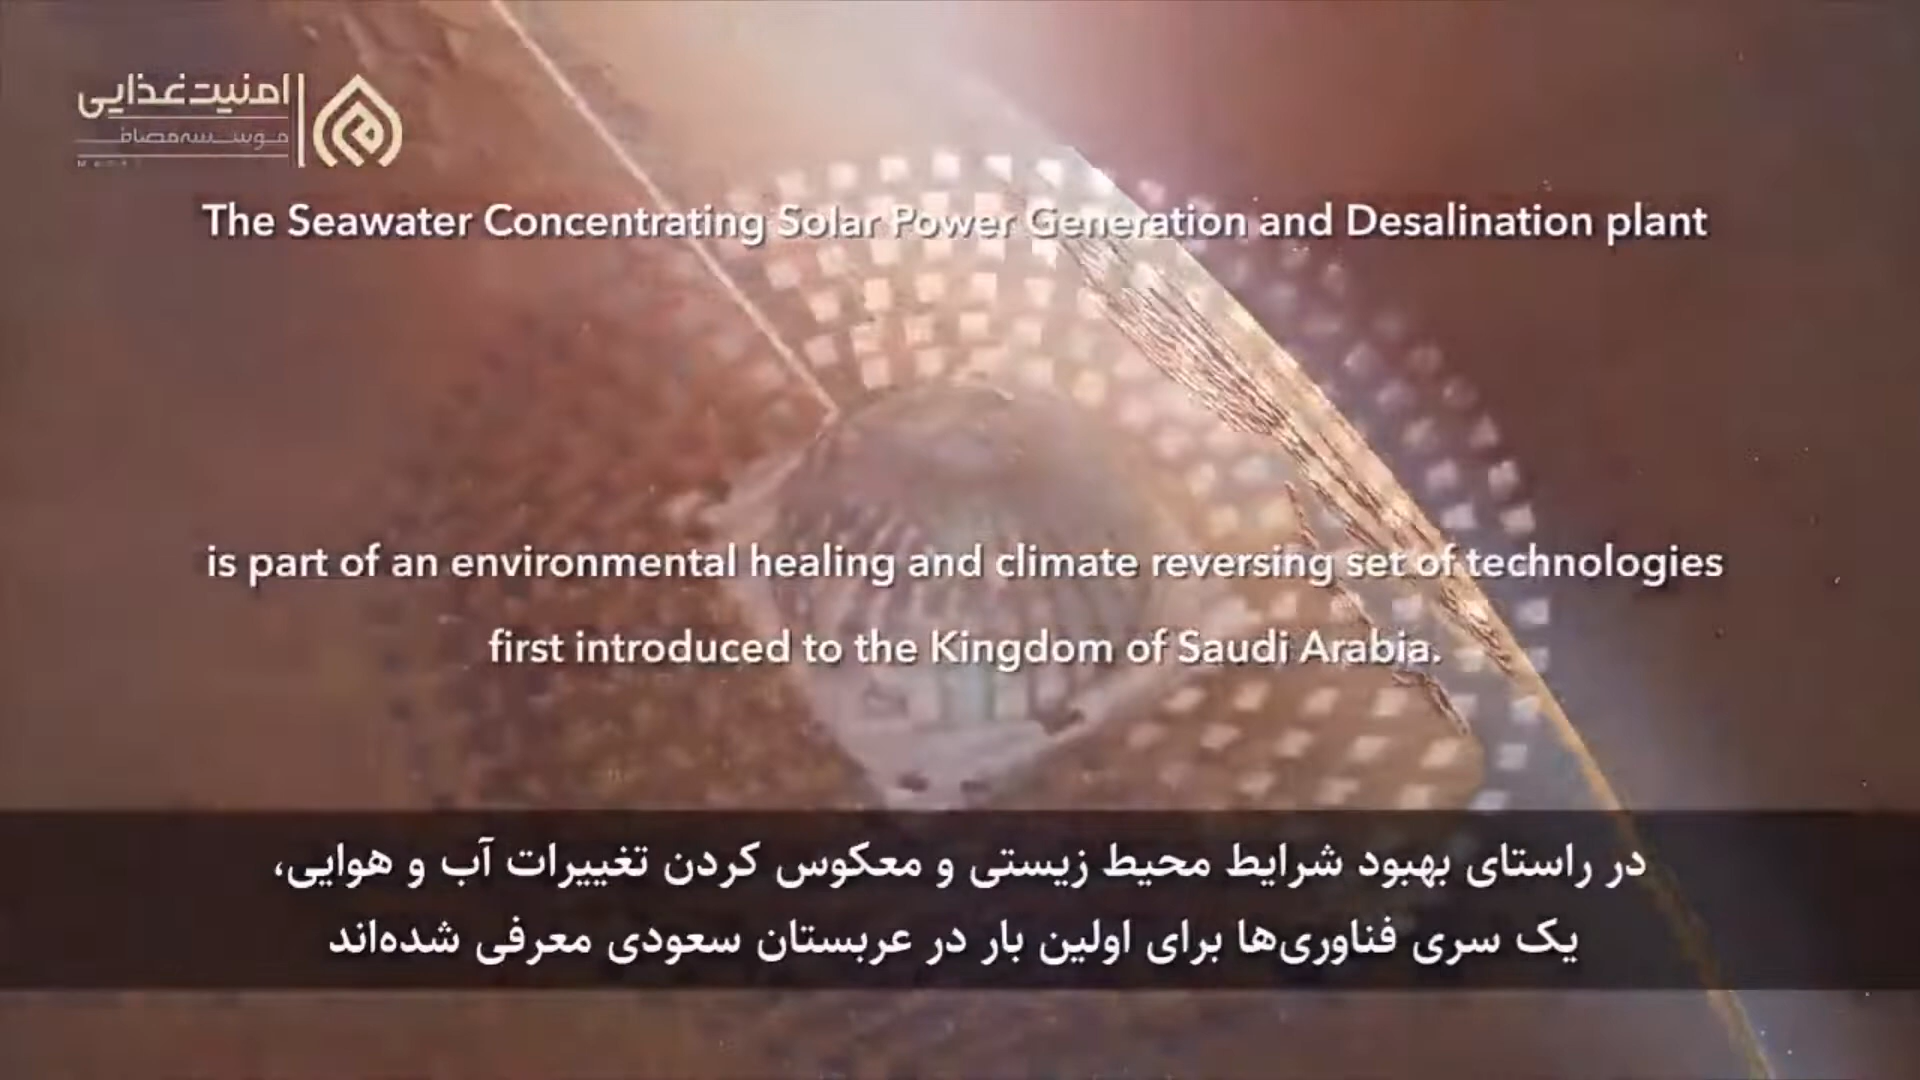 امنیت غذایی
موسسه مصاف
The Seawater Concentrating Solar Power Generation and Desalination plant
is part of an environmental healing and climate reversing set of technologies
first introduced to the Kingdom of Saudi Arabia.
در راستای بهبود شرایط محیط زیستی و معکوس کردن تغییرات آب و هوایی،
یک سری فناوری‌ها برای اولین بار در عربستان سعودی معرفی شده‌اند